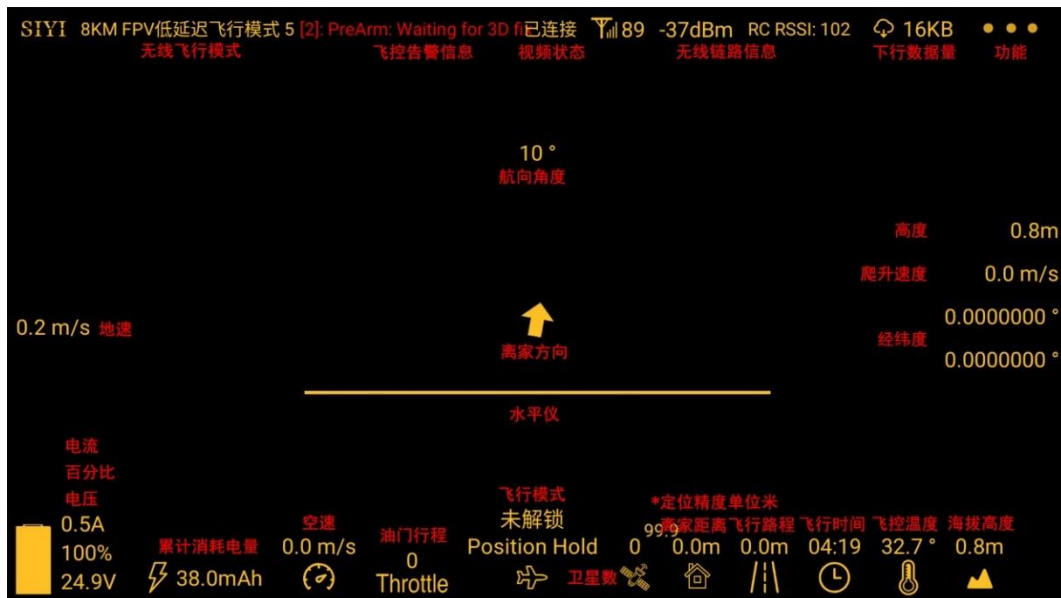 SIYI 8KM FPV低延迟飞行模式 5 [2]: PreArm: Waiting for 3D fi已连接 89 -37dBm RC RSSI: 102 16KB
无线飞行模式 飞控告警信息 视频状态 无线链路信息 下行数据量 功能
10 °
航向角度
高度 0.8m
爬升速度 0.0 m/s
0.2 m/s 地速
离家方向
0.0000000 °
经纬度
0.0000000 °
水平仪
电流
百分比
电压
0.5A
100%
24.9V
累计消耗电量
38.0mAh
空速
0.0 m/s
油门行程
0
Throttle
飞行模式
未解锁
Position Hold
*定位精度单位米
99.9
0
卫星数
离家距离 飞行路程 飞行时间 飞控温度 海拔高度
0.0m 0.0m 04:19 32.7 ° 0.8m